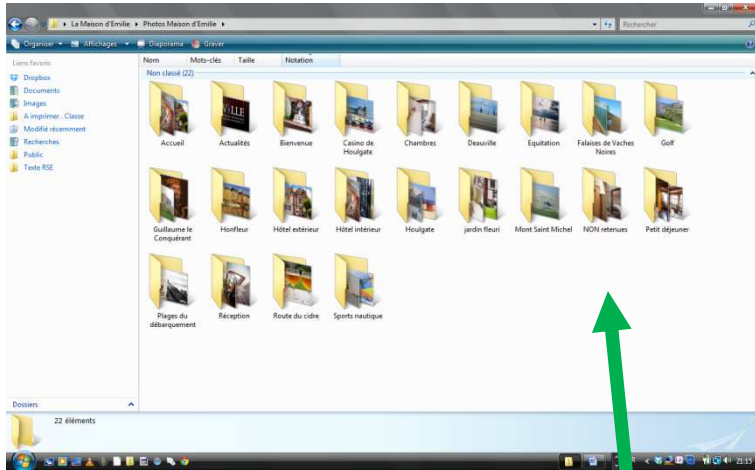 La Maison d'Emilie ▸ Photos Maison d'Emilie ▸
Rechercher
Organiser Affichages Diaporama Graver
Liens favoris
Dropbox
Documents
Images
A imprimer . Classe
Modifié récemment
Recherches
Public
Texte RSE
Dossiers
Nom Mots-clés Taille Notation
Non classé (22)
Accueil
Actualités
Bienvenue
Casino de
Houlgate
Chambres
Deauville
Equitation
Falaises de Vaches
Noires
Golf
Guillaume le
Conquérant
Honfleur
Hôtel extérieur
Hôtel intérieur
Houlgate
jardin fleuri
Mont Saint Michel
NON retenues
Petit déjeuner
Plages du
débarquement
Réception
Route du cidre
Sports nautique
22 éléments
21:15